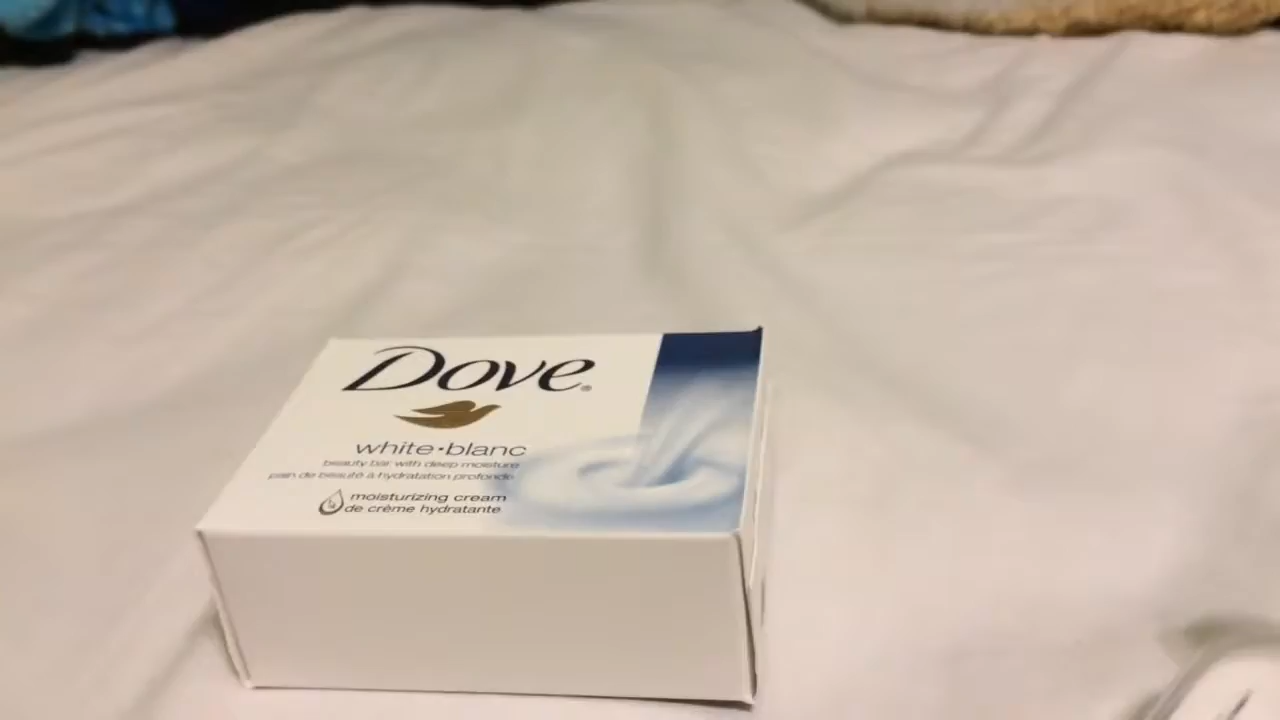 Dove®
white·blanc
beauty bar with deep moisture
pain de beauté à hydratation profonde
moisturizing cream
de crème hydratante